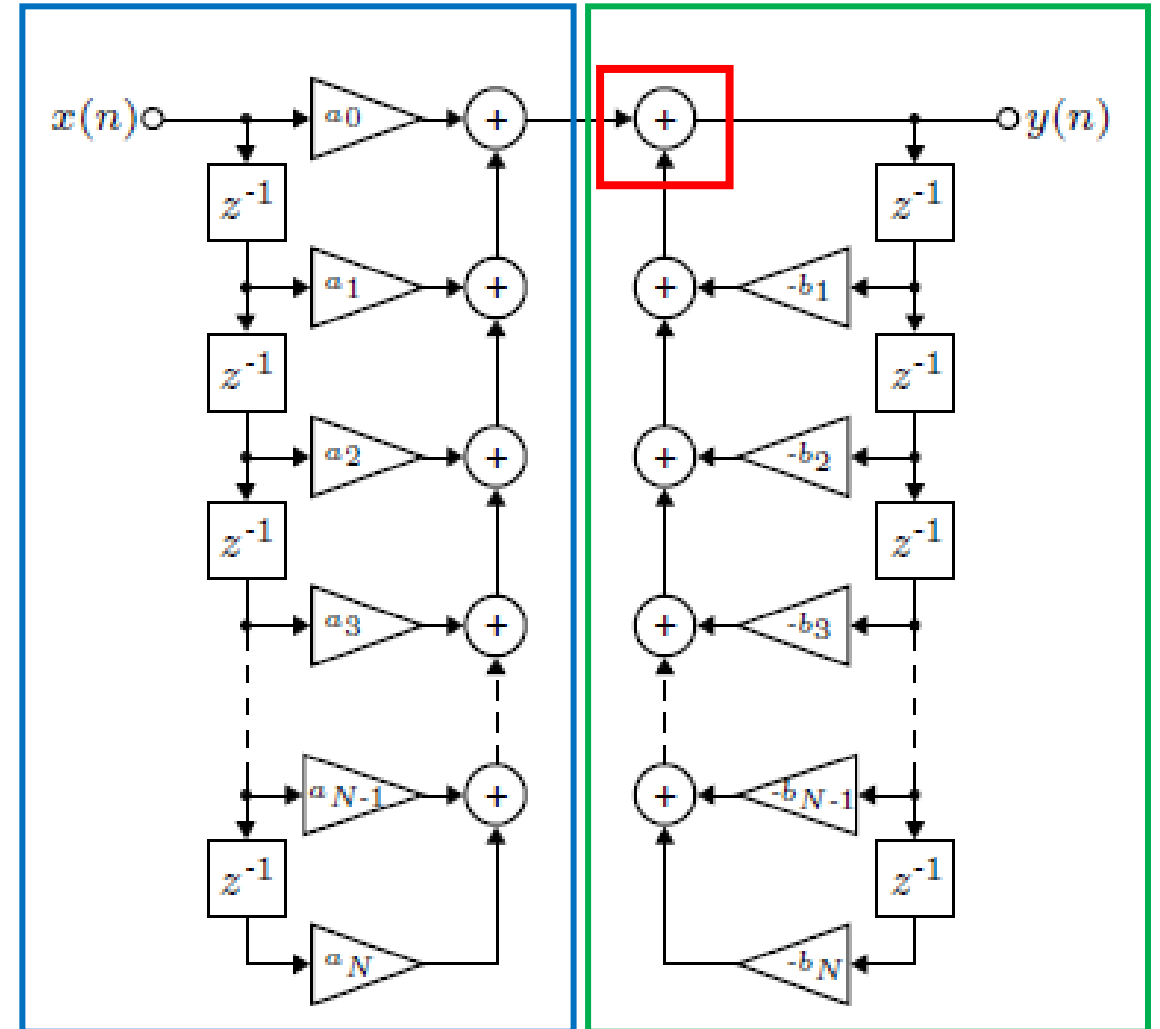 x(n) a0 + + y(n)
z-1 z-1
a1 + + -b1
z-1 z-1
a2 + + -b2
z-1 z-1
a3 + + -b3
aN-1 + + -bN-1
z-1 z-1
aN -bN